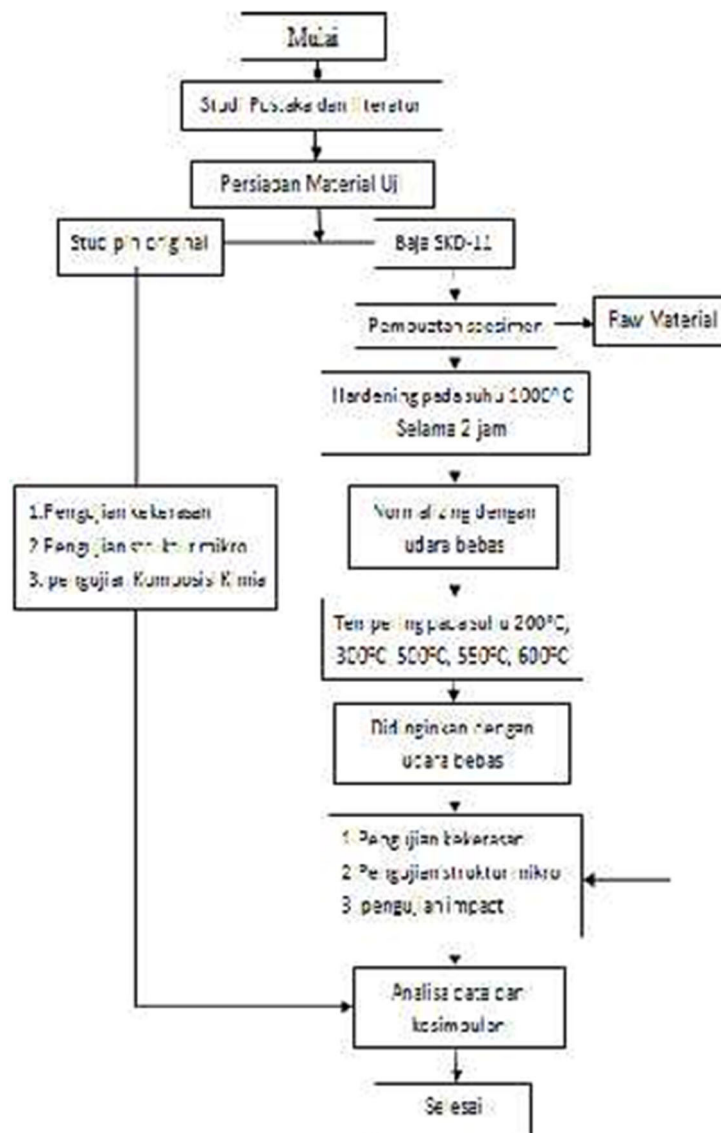 Mulai
Studi Pustaka dan literatur
Persiapan Material Uji
Stud pin original
Baja SKD-11
Pembuatan spesimen
Raw Material
Hardening pada suhu 1000°C
Selama 2 jam
1.Pengujian kekerasan
2 Pengujian struktur mikro
3. pengujian Komposisi Kimia
Normalizing dengan
udara bebas
Tempering pada suhu 200°C,
300°C, 500°C, 550°C, 600°C
Didinginkan dengan
udara bebas
1 Pengujian kekerasan
2 Pengujian struktur mikro
3. pengujian impact
Analisa data dan
kesimpulan
Selesai